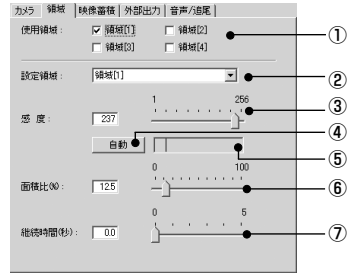 カメラ 領域 映像蓄積 外部出力 音声/追尾
使用領域： 領域[1] 領域[2] ①
領域[3] 領域[4]
設定領域： 領域[1] ②
1 256 ③
感 度： 237
自動 ④
⑤
0 100
面積比(%)： 12.5 ⑥
0 5
継続時間(秒)： 0.0 ⑦